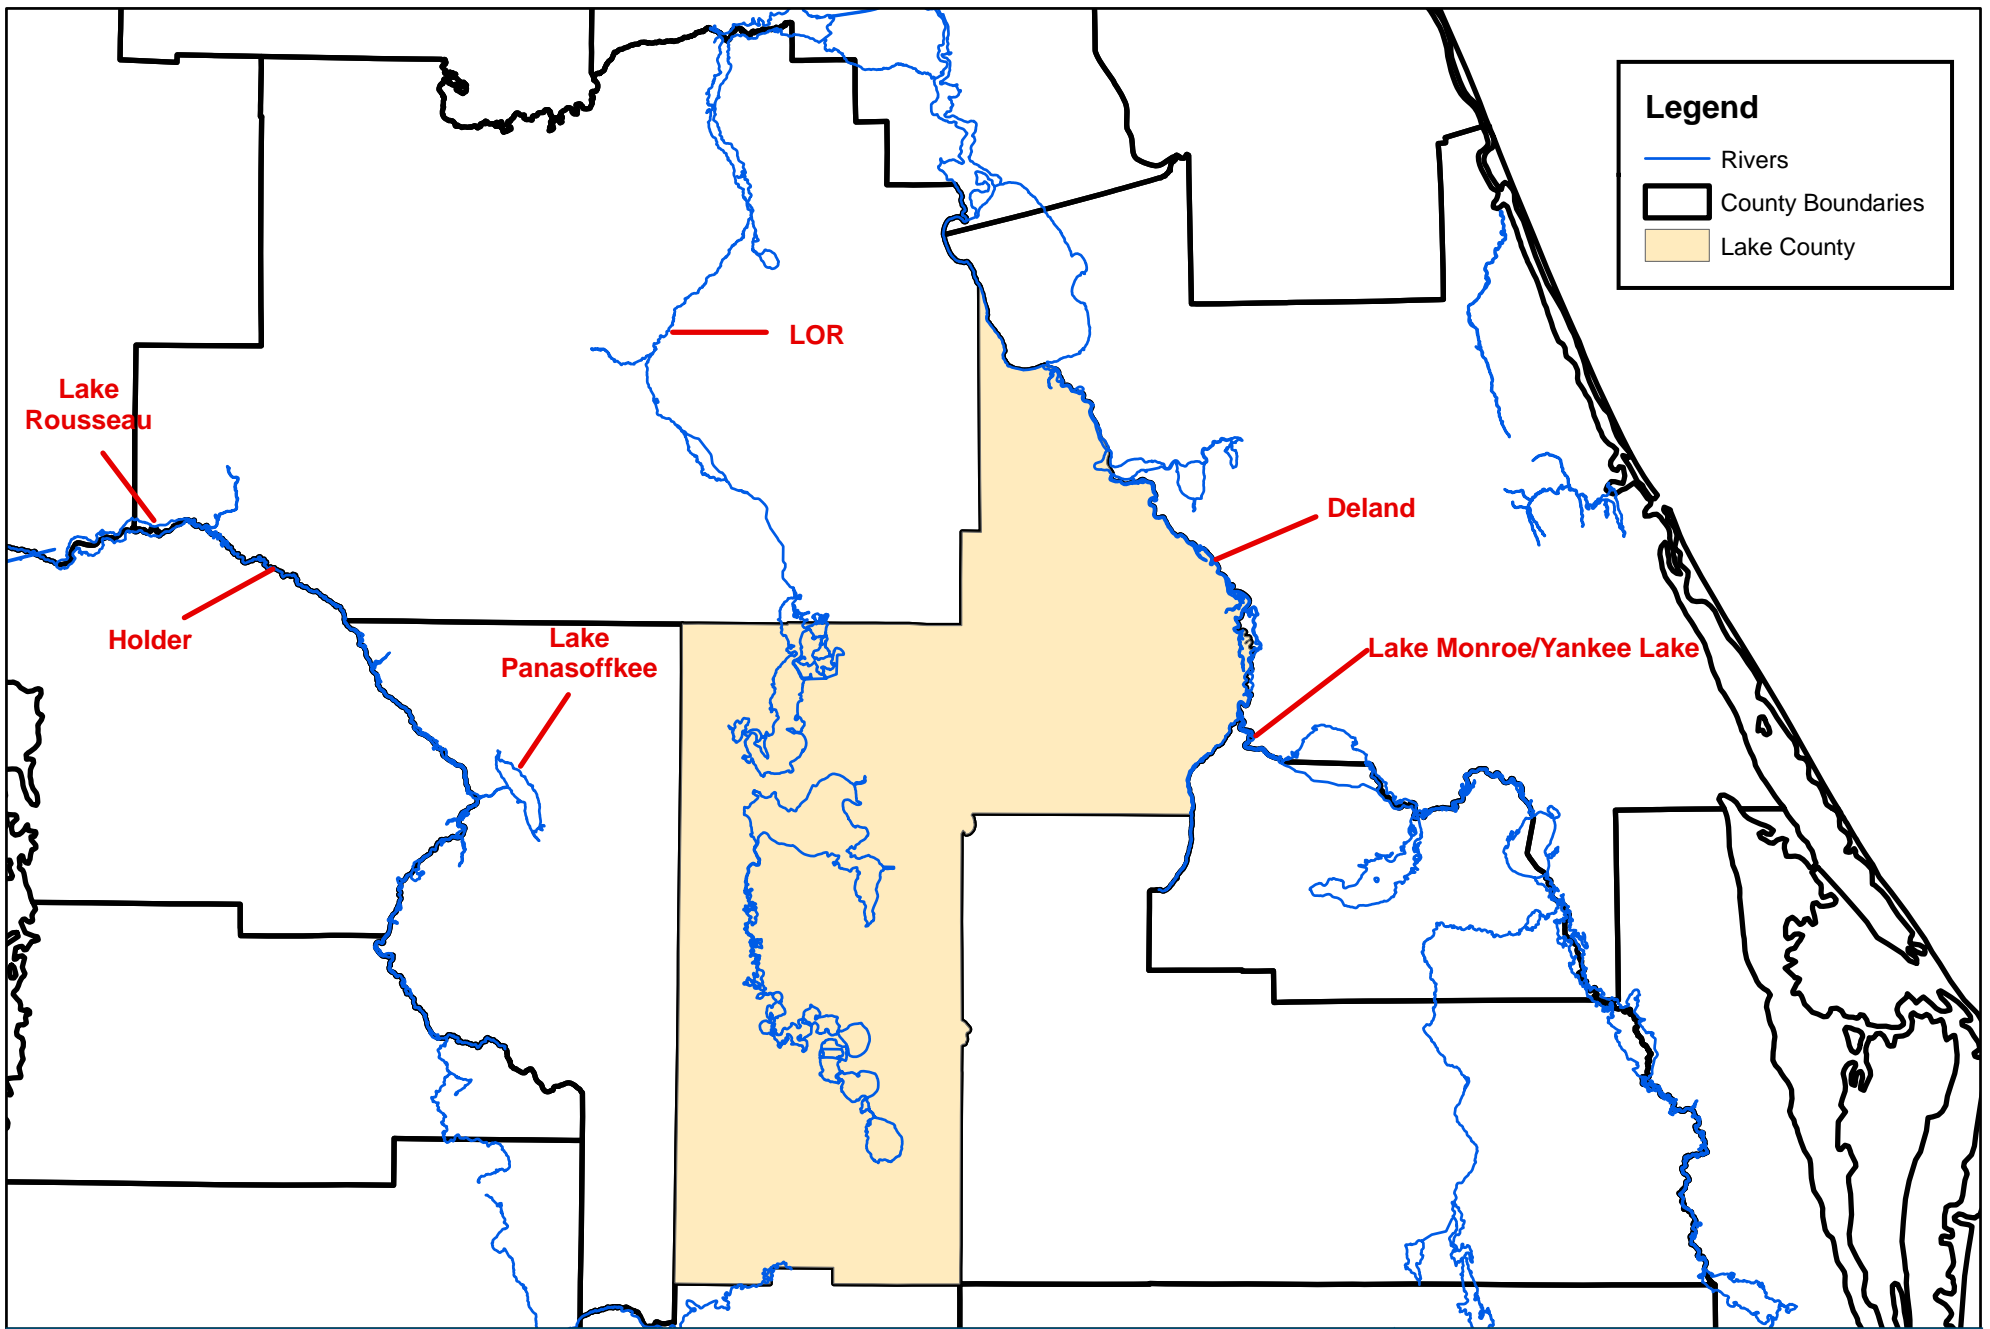 Legend
Rivers
County Boundaries
Lake County
LOR
Lake
Rousseau
Deland
Holder
Lake
Panasoffkee
Lake Monroe/Yankee Lake